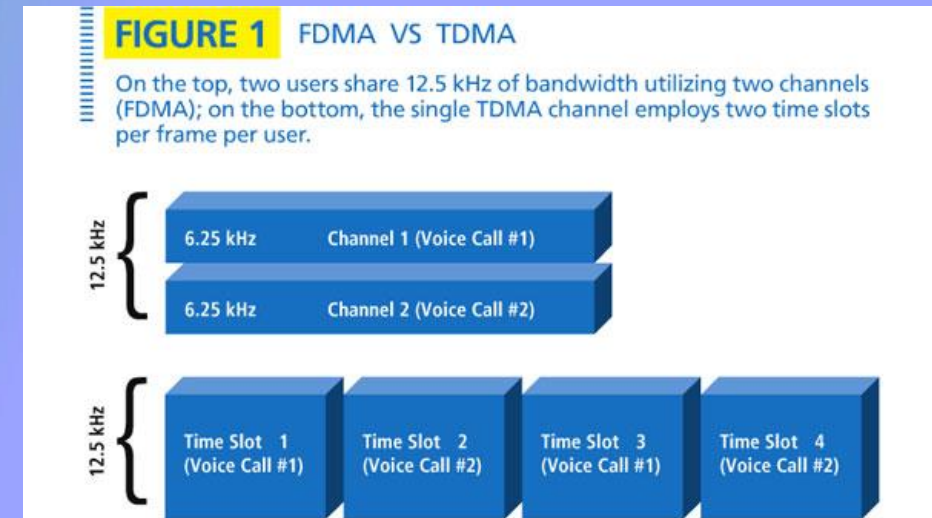 FIGURE 1 FDMA VS TDMA
On the top, two users share 12.5 kHz of bandwidth utilizing two channels
(FDMA); on the bottom, the single TDMA channel employs two time slots
per frame per user.
12.5 kHz
6.25 kHz Channel 1 (Voice Call #1)
6.25 kHz Channel 2 (Voice Call #2)
12.5 kHz
Time Slot 1
(Voice Call #1)
Time Slot 2
(Voice Call #2)
Time Slot 3
(Voice Call #1)
Time Slot 4
(Voice Call #2)